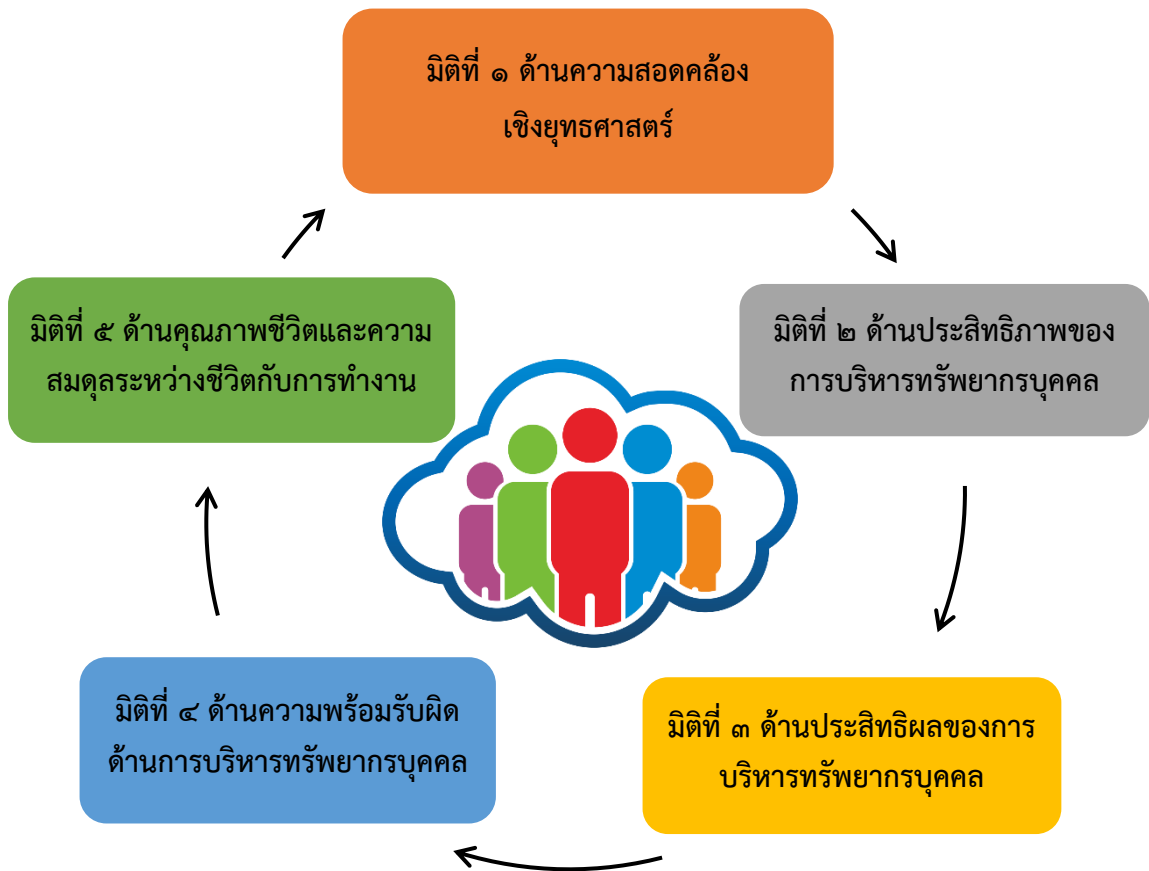 มิติที่ ๑ ด้านความสอดคล้อง
เชิงยุทธศาสตร์
มิติที่ ๒ ด้านประสิทธิภาพของ
การบริหารทรัพยากรบุคคล
มิติที่ ๓ ด้านประสิทธิผลของการ
บริหารทรัพยากรบุคคล
มิติที่ ๔ ด้านความพร้อมรับผิด
ด้านการบริหารทรัพยากรบุคคล
มิติที่ ๕ ด้านคุณภาพชีวิตและความ
สมดุลระหว่างชีวิตกับการทำงาน